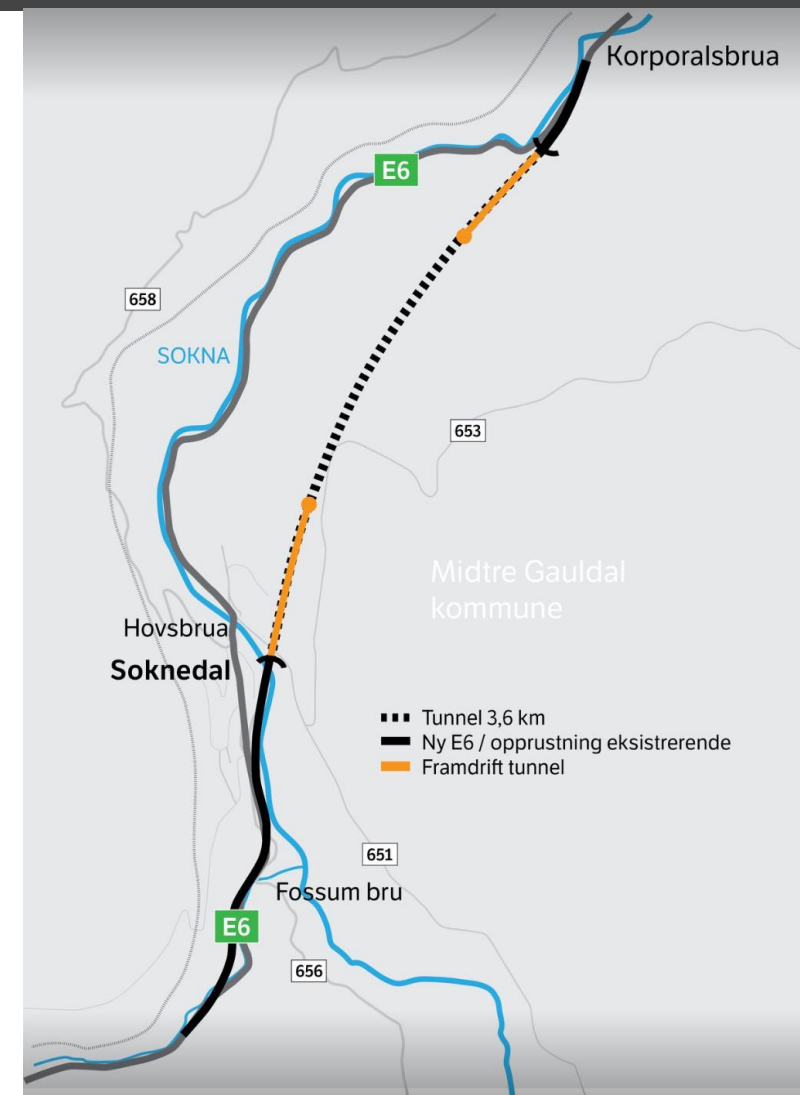 Korporalsbrua
E6
658
SOKNA
653
Midtre Gauldal
kommune
Hovsbrua
Soknedal
Tunnel 3,6 km
Ny E6 / opprustning eksistrerende
Framdrift tunnel
651
Fossum bru
E6
656